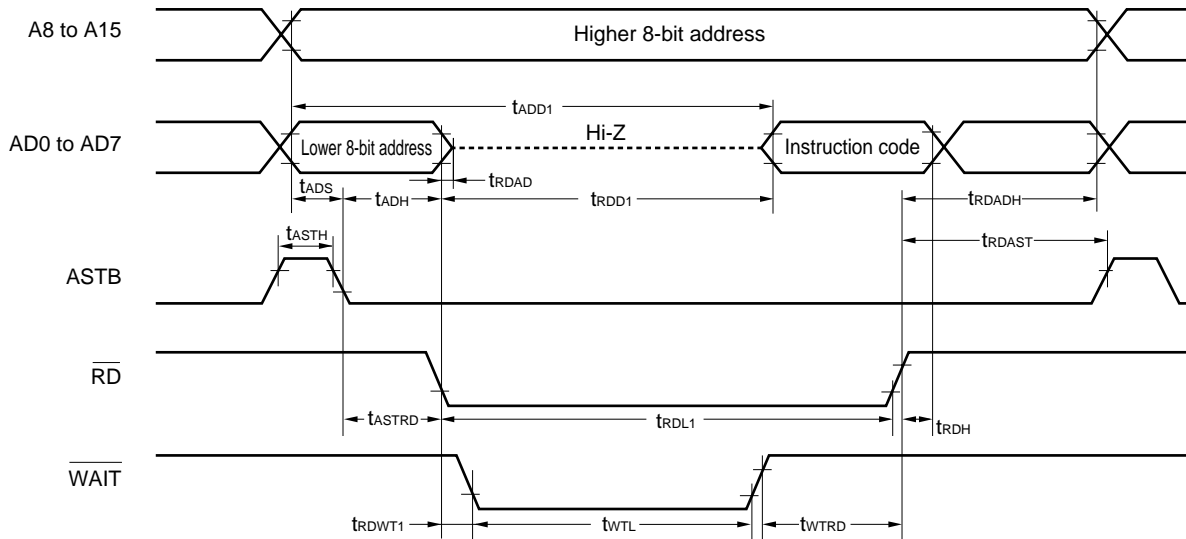 A8 to A15
Higher 8-bit address
tADD1
AD0 to AD7
Lower 8-bit address
Hi-Z
Instruction code
tRDAD
tADS
tADH
tRDD1
tRDADH
tASTH
tRDAST
ASTB
RD
tASTRD
tRDL1
tRDH
WAIT
tRDWT1
tWTL
tWTRD